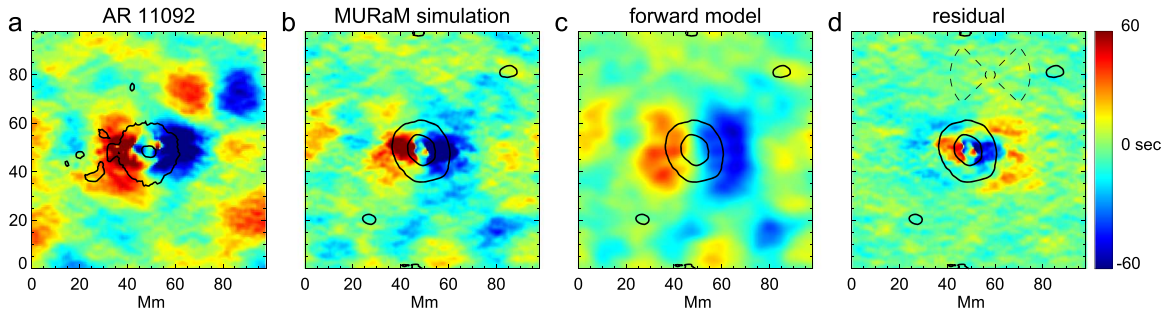 a AR 11092
b MURaM simulation
c forward model
d residual
60
0 sec
-60
80
60
40
20
0
0 20 40 60 80
Mm
0 20 40 60 80
Mm
0 20 40 60 80
Mm
0 20 40 60 80
Mm